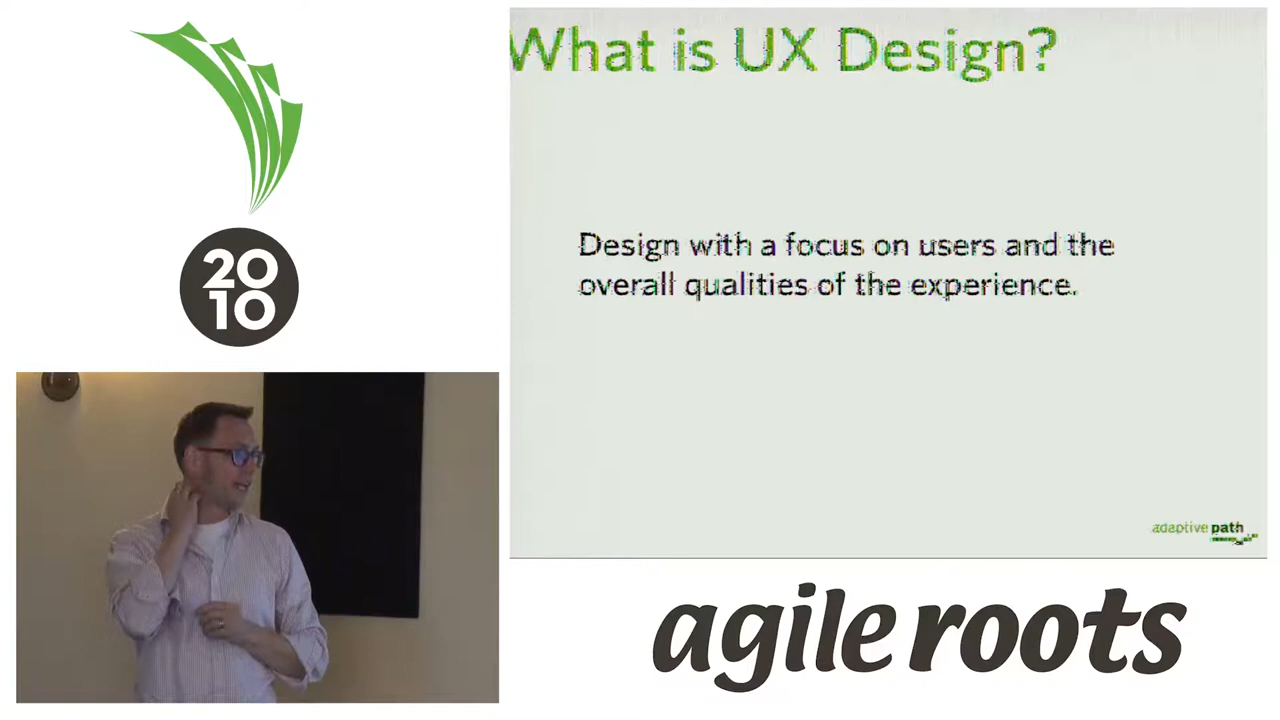 What is UX Design?
Design with a focus on users and the
overall qualities of the experience.
adaptive path
20
10
agile roots